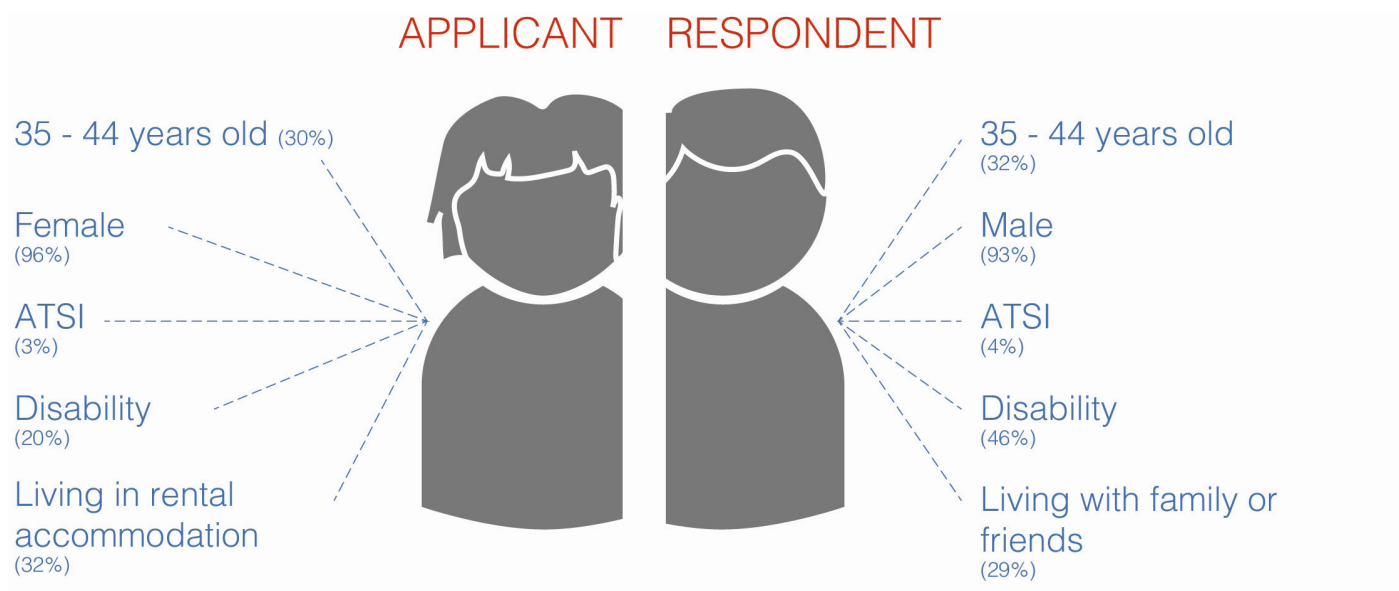 APPLICANT
RESPONDENT
35 - 44 years old (30%)
Female
(96%)
ATSI
(3%)
Disability
(20%)
Living in rental
accommodation
(32%)
35 - 44 years old
(32%)
Male
(93%)
ATSI
(4%)
Disability
(46%)
Living with family or
friends
(29%)